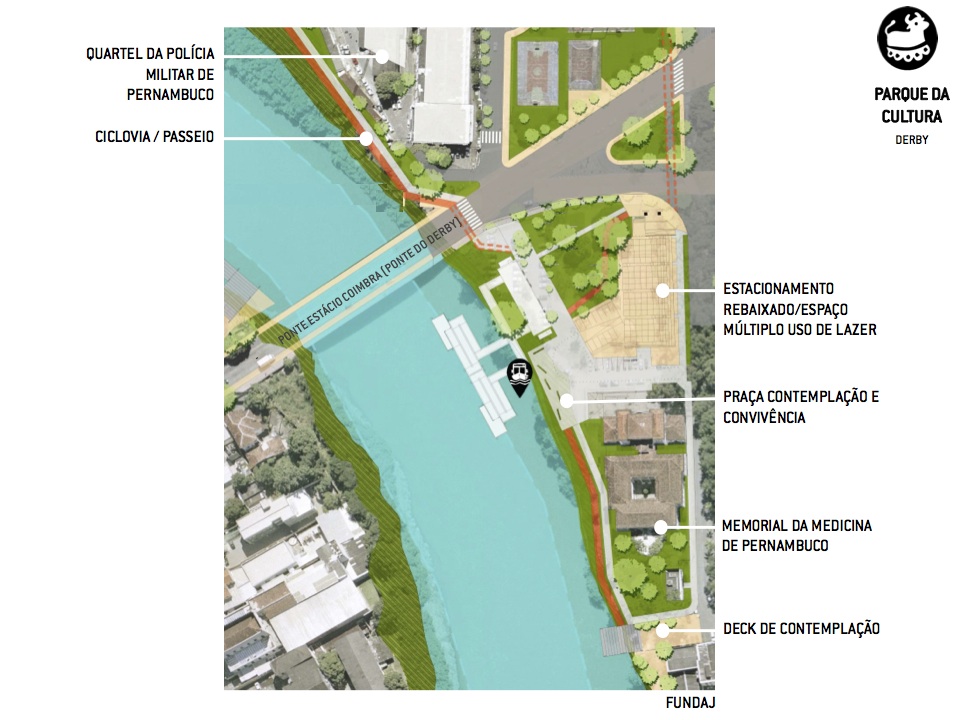 QUARTEL DA POLÍCIA
MILITAR DE
PERNAMBUCO
CICLOVIA / PASSEIO
PARQUE DA
CULTURA
DERBY
PONTE ESTÁCIO COIMBRA (PONTE DO DERBY)
ESTACIONAMENTO
REBAIXADO/ESPAÇO
MÚLTIPLO USO DE LAZER
PRAÇA CONTEMPLAÇÃO E
CONVIVÊNCIA
MEMORIAL DA MEDICINA
DE PERNAMBUCO
DECK DE CONTEMPLAÇÃO
FUNDAJ